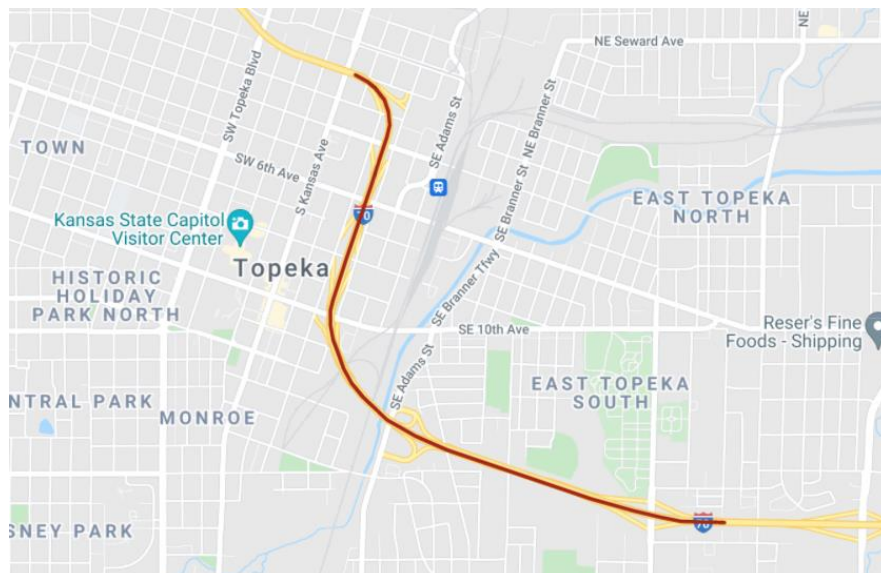 NE Seward Ave
NE
SW Topeka Blvd
S Kansas Ave
SE Adams St
NE Branner St
TOWN
SW 6th Ave
SE Branner St
EAST TOPEKA
NORTH
70
Kansas State Capitol
Visitor Center
Topeka
SE Branner Tfwy
HISTORIC
HOLIDAY
PARK NORTH
SE 10th Ave
Reser's Fine
Foods - Shipping
SE Adams St
EAST TOPEKA
SOUTH
NTRAL PARK
MONROE
70
SNEY PARK